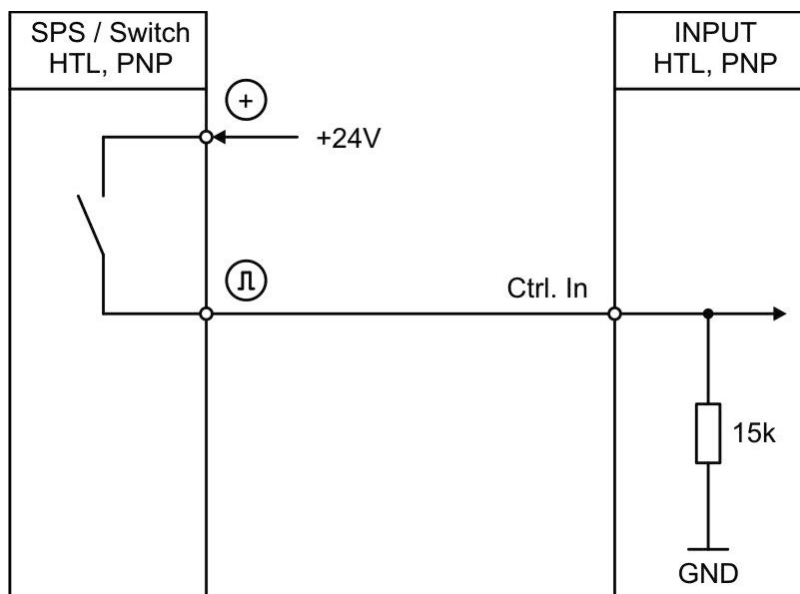 SPS / Switch
HTL, PNP
INPUT
HTL, PNP
+
+24V
Ctrl. In
15k
GND